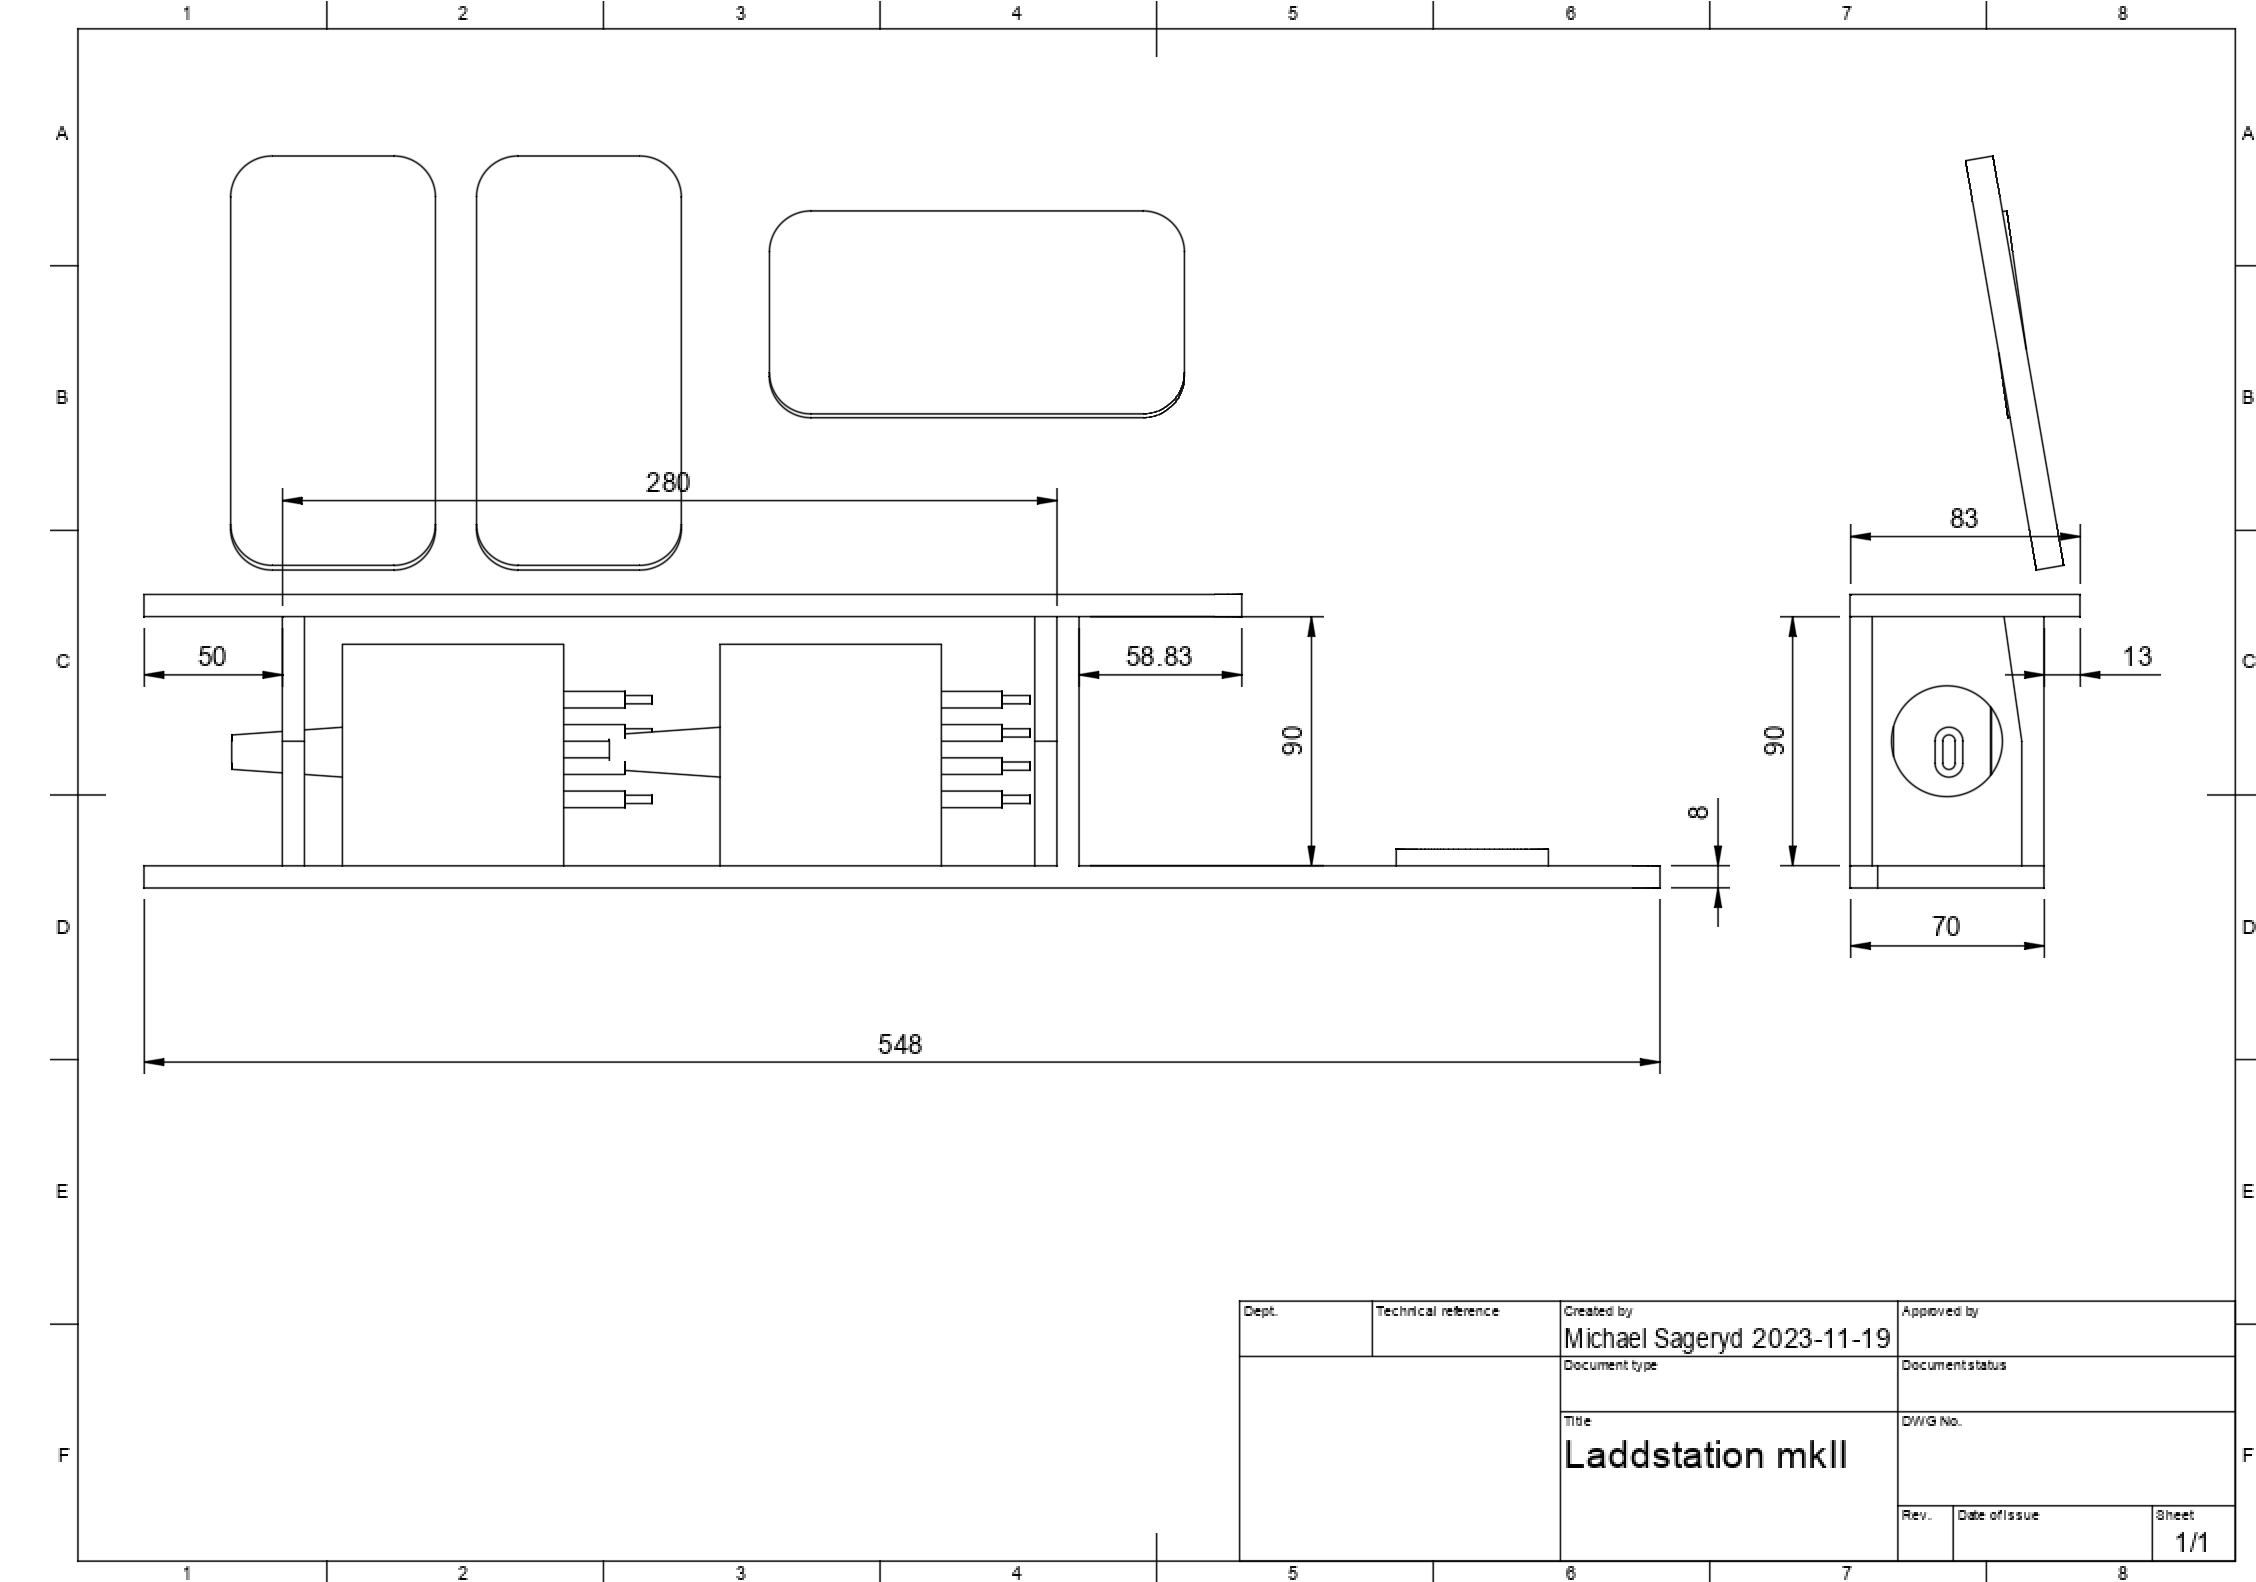 1 2 3 4 5 6 7 8
A A
B B
280
83
C 50 58.83 13 C
90 90
8
D 70 D
548
E E
Dept. Technical reference Created by Approved by
Michael Sageryd 2023-11-19
Document type Document status
Title DWG No.
F Laddstation mkII F
Rev. Date of issue Sheet
1/1
1 2 3 4 5 6 7 8